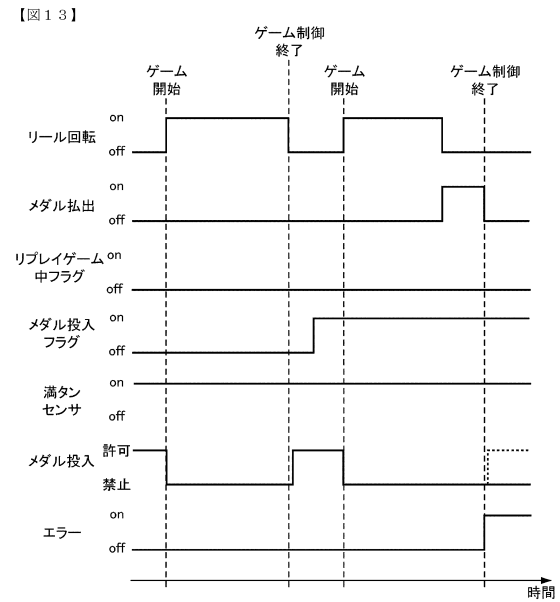 【図１３】
ゲーム制御
終了
ゲーム
開始
ゲーム
開始
ゲーム制御
終了
リール回転
on
off
メダル払出
on
off
リプレイゲーム
中フラグ
on
off
メダル投入
フラグ
on
off
満タン
センサ
on
off
メダル投入
許可
禁止
エラー
on
off
時間